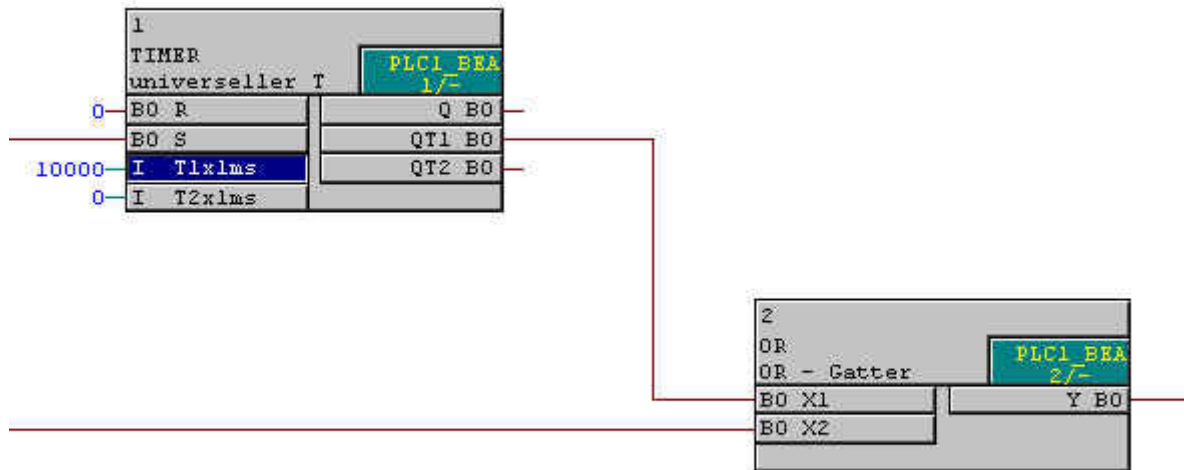 1
TIMER
universeller T
PLC1_BEA
1/-
0 BO R Q BO
BO S QT1 BO
10000 I T1x1ms QT2 BO
0 I T2x1ms
2
OR
OR - Gatter
PLC1_BEA
2/-
BO X1 Y BO
BO X2